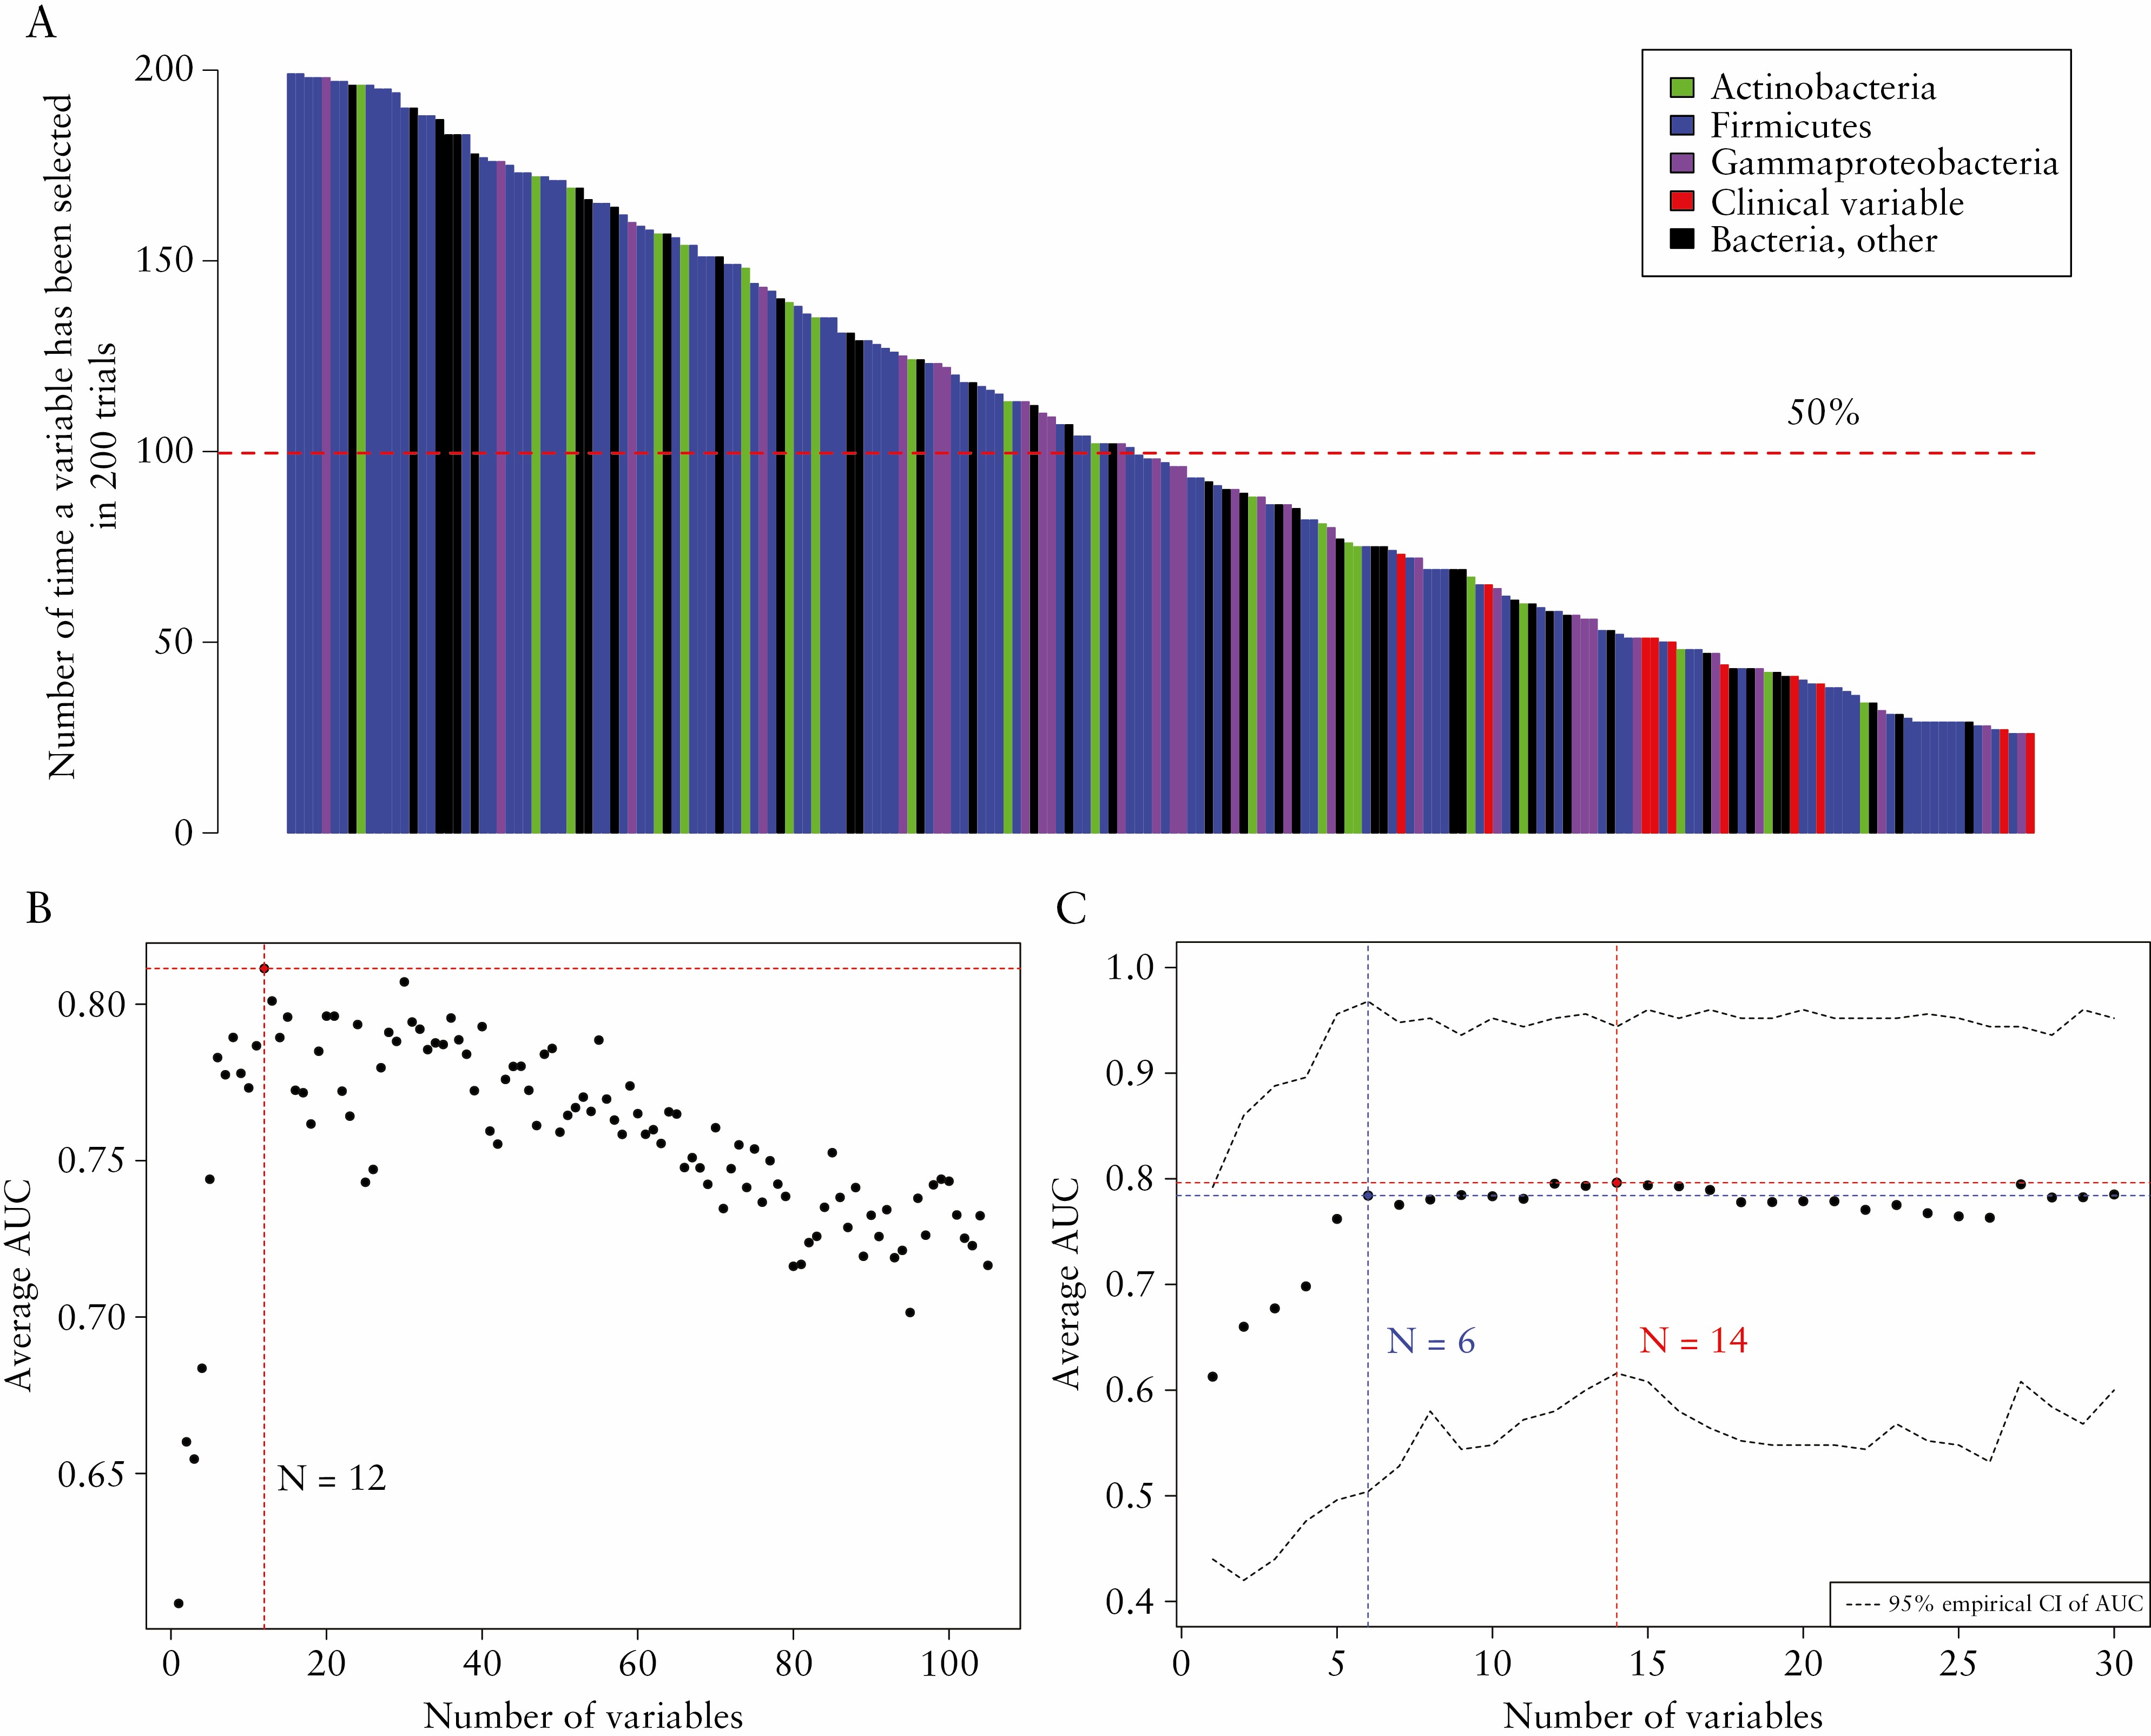 A
Number of time a variable has been selected
in 200 trials
200
150
100
50
0
Actinobacteria
Firmicutes
Gammaproteobacteria
Clinical variable
Bacteria, other
50%
B
Average AUC
0.80
0.75
0.70
0.65
N = 12
0 20 40 60 80 100
Number of variables
C
Average AUC
1.0
0.9
0.8
0.7
0.6
0.5
0.4
N = 6
N = 14
95% empirical CI of AUC
0 5 10 15 20 25 30
Number of variables